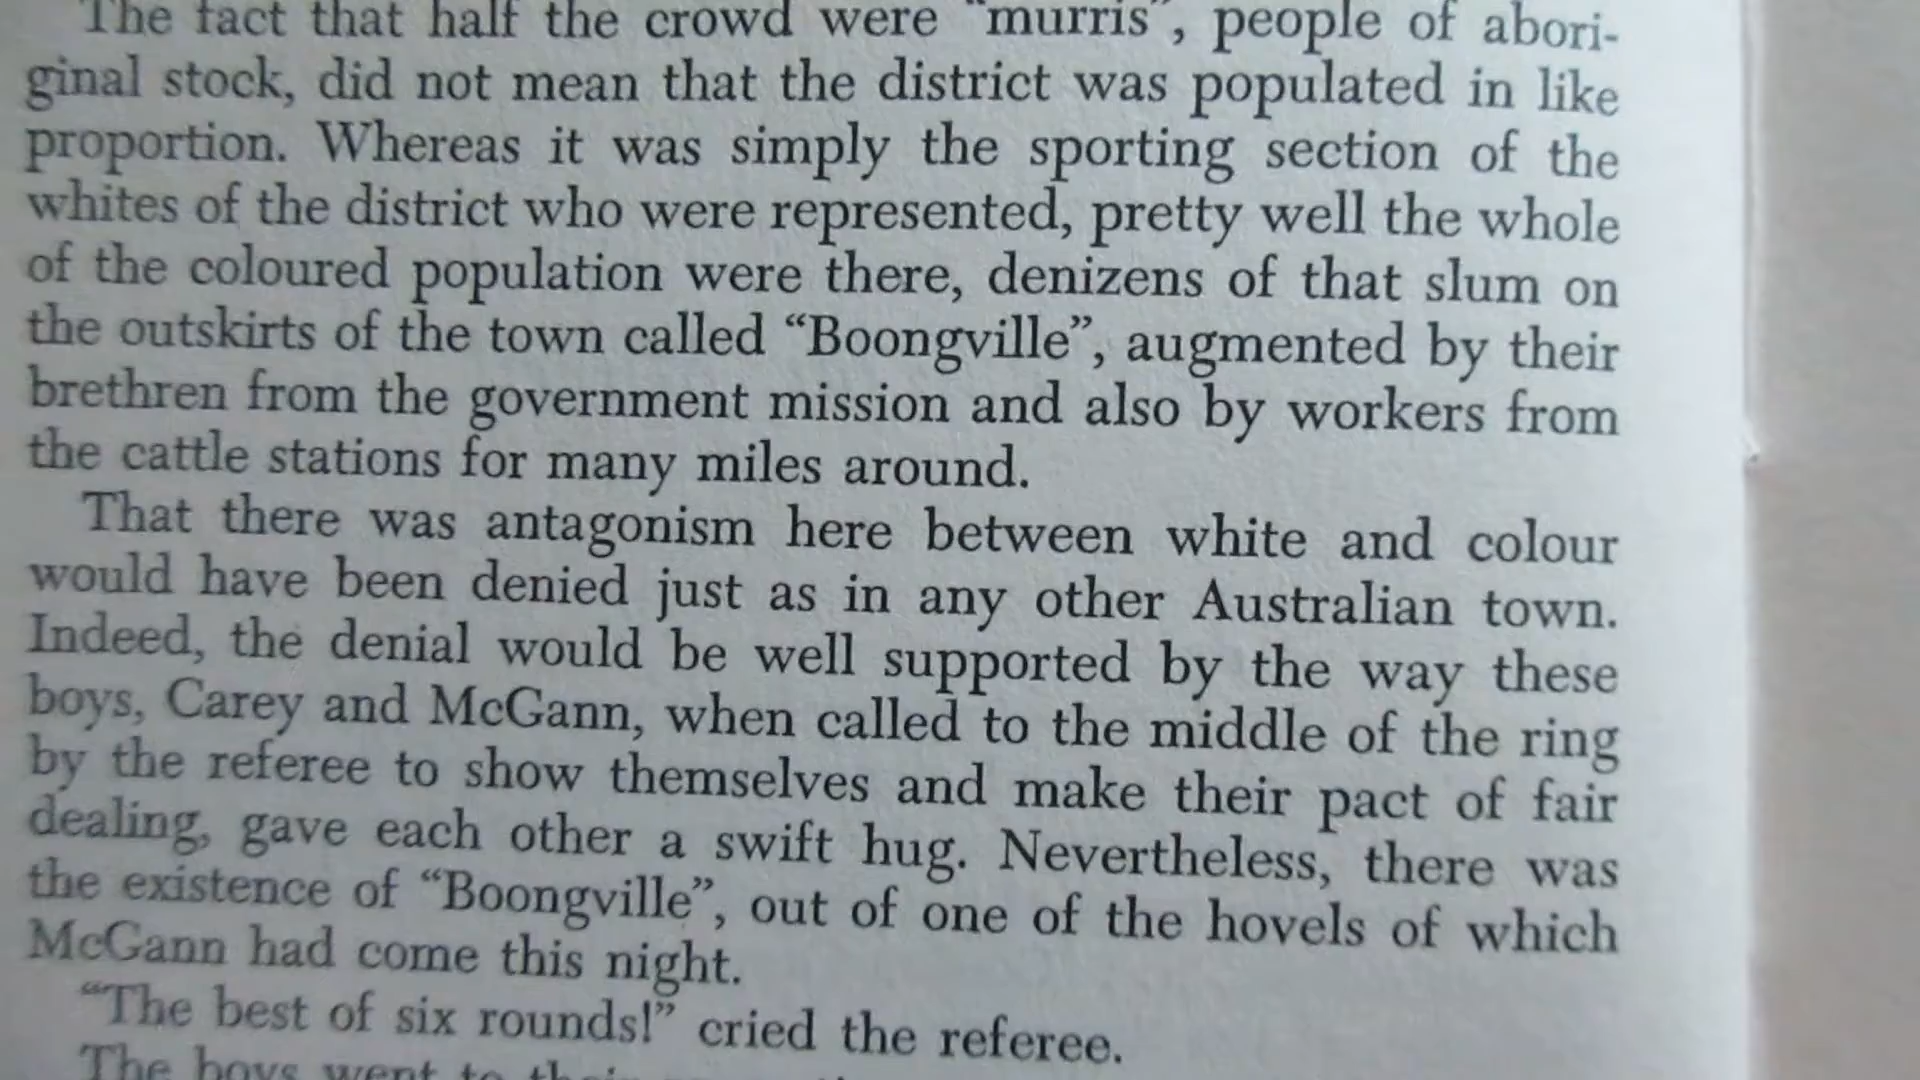 The fact that half the crowd were "murris", people of abori-
ginal stock, did not mean that the district was populated in like
proportion. Whereas it was simply the sporting section of the
whites of the district who were represented, pretty well the whole
of the coloured population were there, denizens of that slum on
the outskirts of the town called “Boongville”, augmented by their
brethren from the government mission and also by workers from
the cattle stations for many miles around.
That there was antagonism here between white and colour
would have been denied just as in any other Australian town.
Indeed, the denial would be well supported by the way these
boys, Carey and McGann, when called to the middle of the ring
by the referee to show themselves and make their pact of fair
dealing, gave each other a swift hug. Nevertheless, there was
the existence of “Boongville”, out of one of the hovels of which
McGann had come this night.
“The best of six rounds!” cried the referee.
The boys went to their